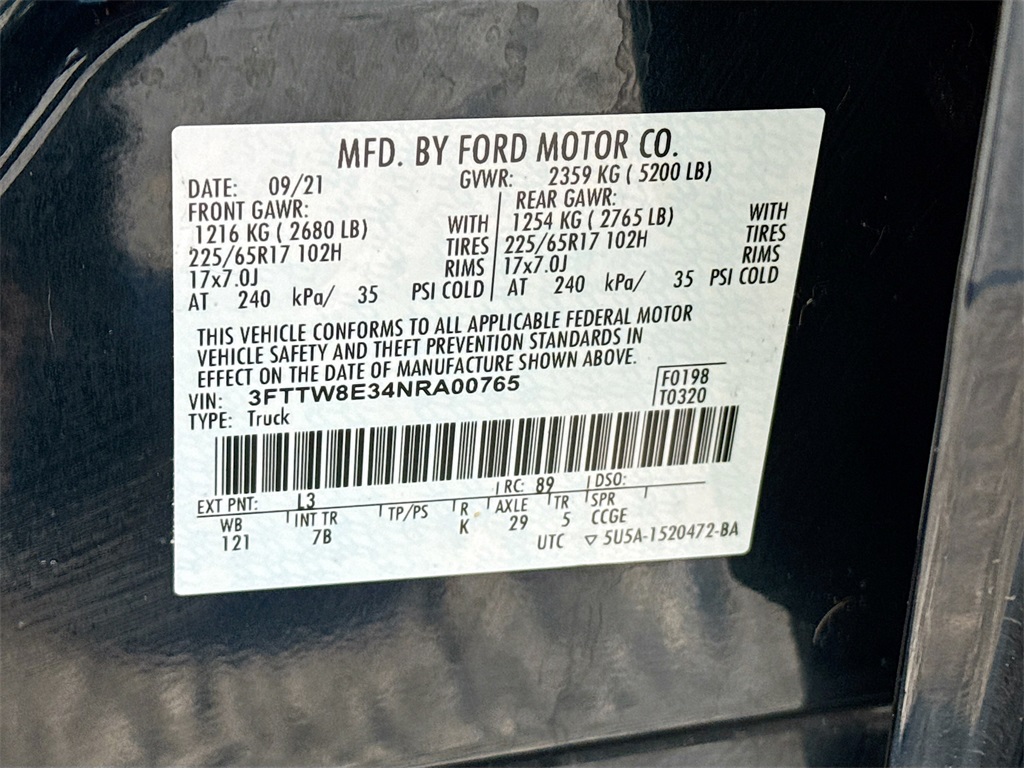 MFD. BY FORD MOTOR CO.
DATE: 09/21 GVWR: 2359 KG ( 5200 LB)
FRONT GAWR: REAR GAWR:
1216 KG ( 2680 LB) WITH 1254 KG ( 2765 LB) WITH
225/65R17 102H TIRES 225/65R17 102H TIRES
17x7.0J RIMS 17x7.0J RIMS
AT 240 kPa/ 35 PSI COLD AT 240 kPa/ 35 PSI COLD
THIS VEHICLE CONFORMS TO ALL APPLICABLE FEDERAL MOTOR
VEHICLE SAFETY AND THEFT PREVENTION STANDARDS IN
EFFECT ON THE DATE OF MANUFACTURE SHOWN ABOVE.
VIN: 3FTTW8E34NRA00765 F0198
TYPE: Truck T0320
EXT PNT: L3 RC: 89 DSO:
WB INT TR TP/PS R AXLE TR SPR
121 7B K 29 5 CCGE
UTC ▽ 5U5A-1520472-BA